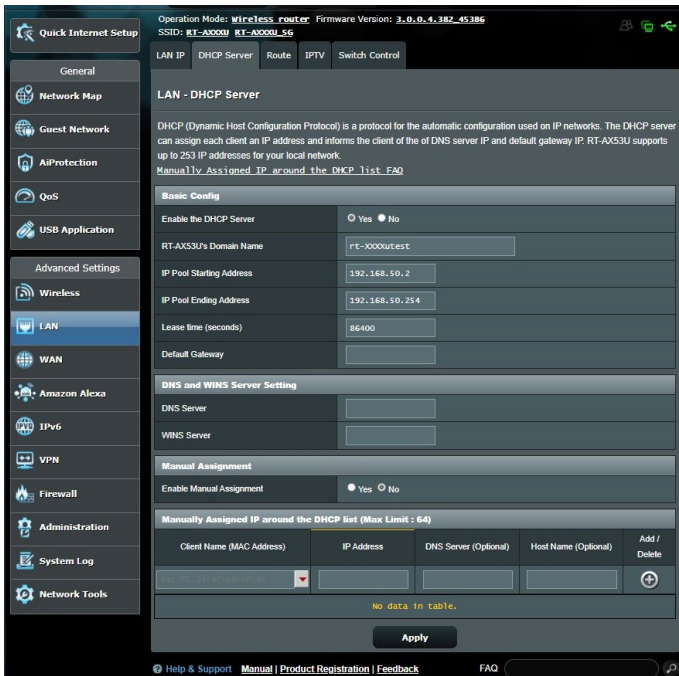 Operation Mode: Wireless router Firmware Version: 3.0.0.4.382_45386
SSID: RT-AXXXU RT-AXXXU_5G
Quick Internet Setup
General
Network Map
Guest Network
AiProtection
QoS
USB Application
Advanced Settings
Wireless
LAN
WAN
Amazon Alexa
IPv6
VPN
Firewall
Administration
System Log
Network Tools
LAN IP DHCP Server Route IPTV Switch Control
LAN - DHCP Server
DHCP (Dynamic Host Configuration Protocol) is a protocol for the automatic configuration used on IP networks. The DHCP server
can assign each client an IP address and informs the client of the of DNS server IP and default gateway IP. RT-AX53U supports
up to 253 IP addresses for your local network.
Manually Assigned IP around the DHCP list FAQ
Basic Config
Enable the DHCP Server Yes No
RT-AX53U's Domain Name rt-XXXXutest
IP Pool Starting Address 192.168.50.2
IP Pool Ending Address 192.168.50.254
Lease time (seconds) 86400
Default Gateway
DNS and WINS Server Setting
DNS Server
WINS Server
Manual Assignment
Enable Manual Assignment Yes No
Manually Assigned IP around the DHCP list (Max Limit : 64)
Client Name (MAC Address) IP Address DNS Server (Optional) Host Name (Optional) Add / Delete
No data in table.
Apply
Help & Support Manual | Product Registration | Feedback FAQ